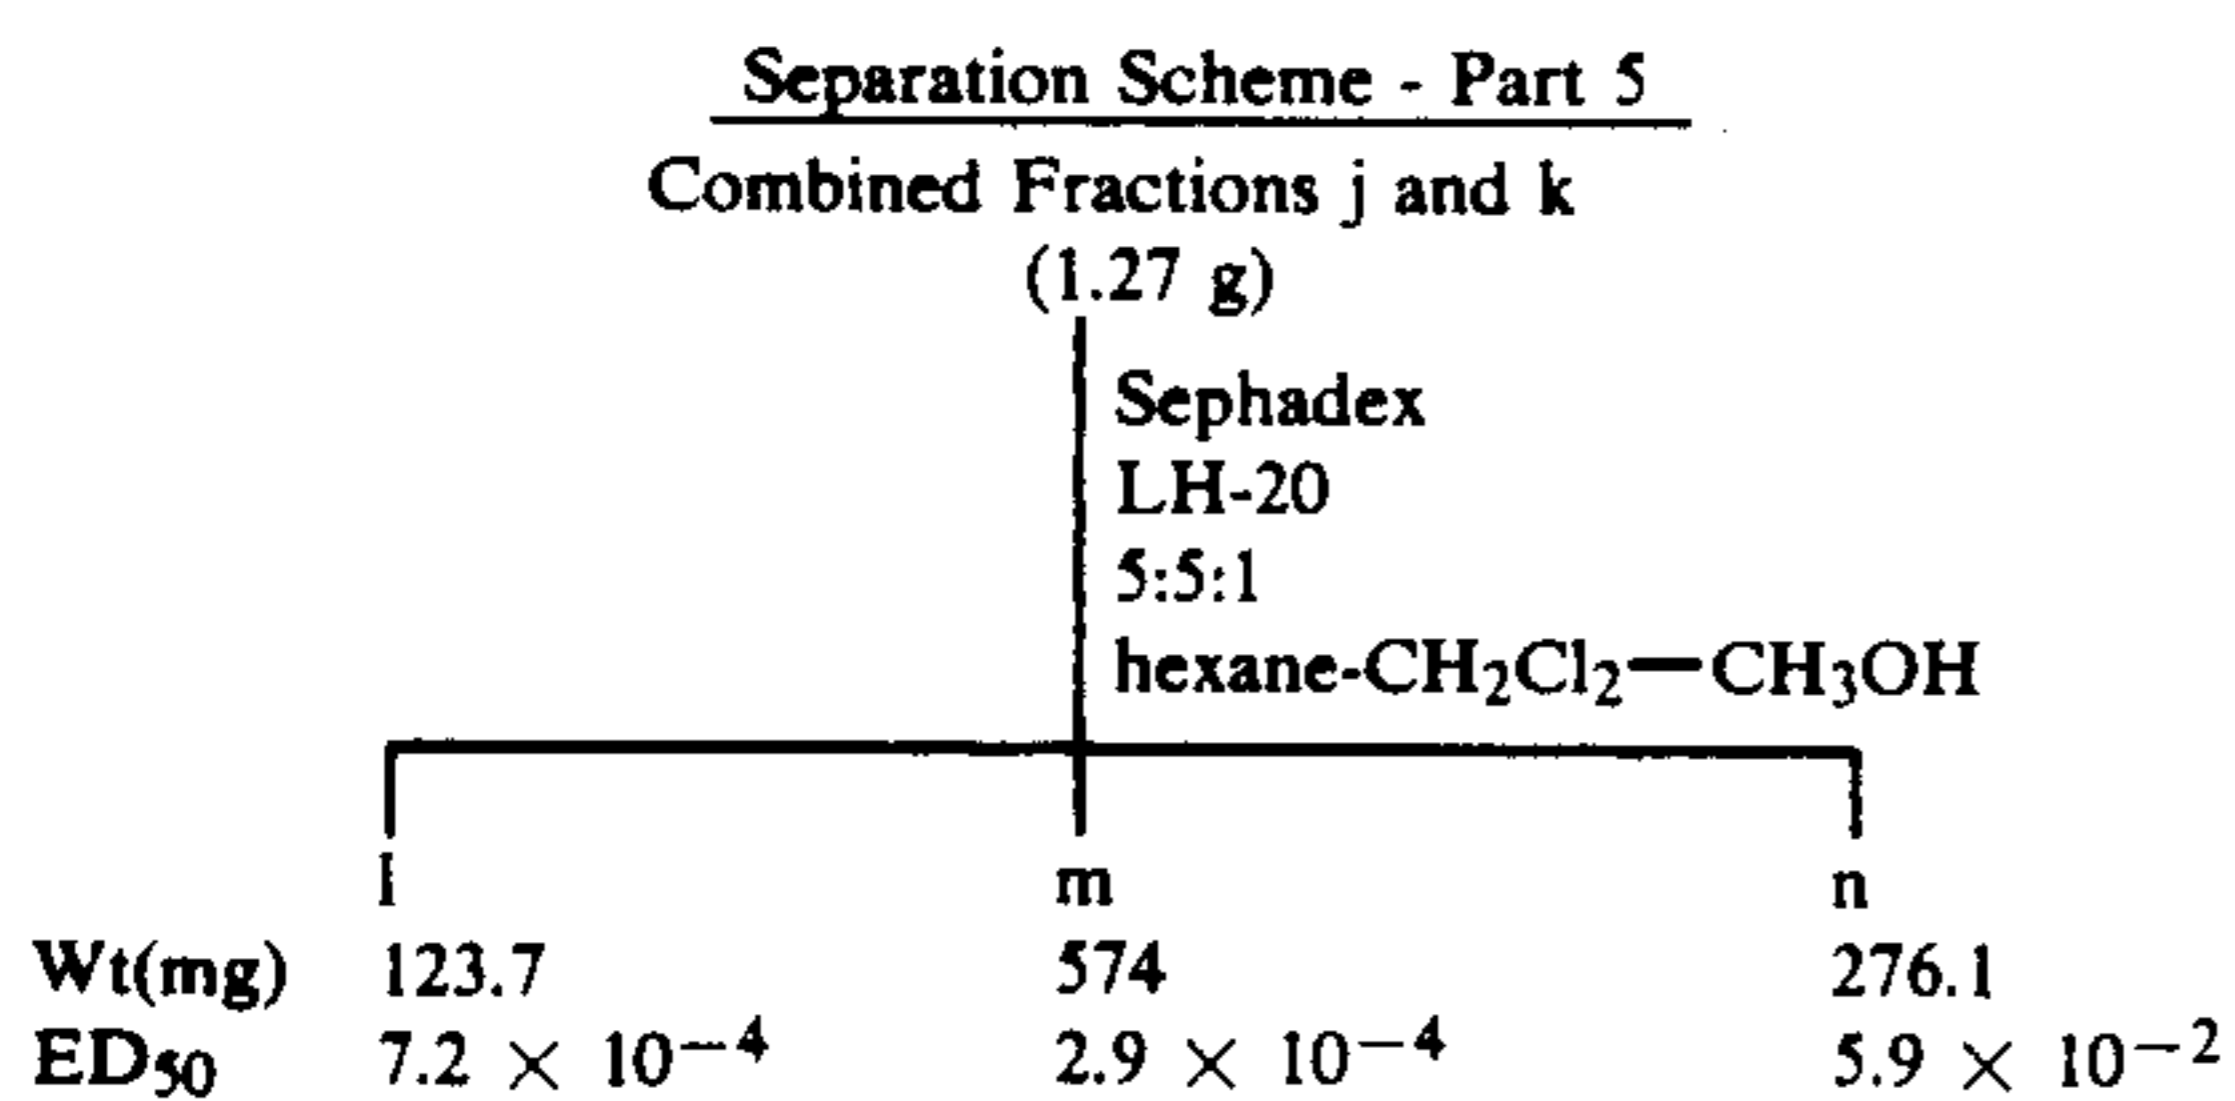 Separation Scheme - Part 5
Combined Fractions j and k
(1.27 g)
Sephadex
LH-20
5:5:1
hexane-CH₂Cl₂—CH₃OH
l m n
Wt(mg) 123.7 574 276.1
ED₅₀ 7.2 × 10⁻⁴ 2.9 × 10⁻⁴ 5.9 × 10⁻²